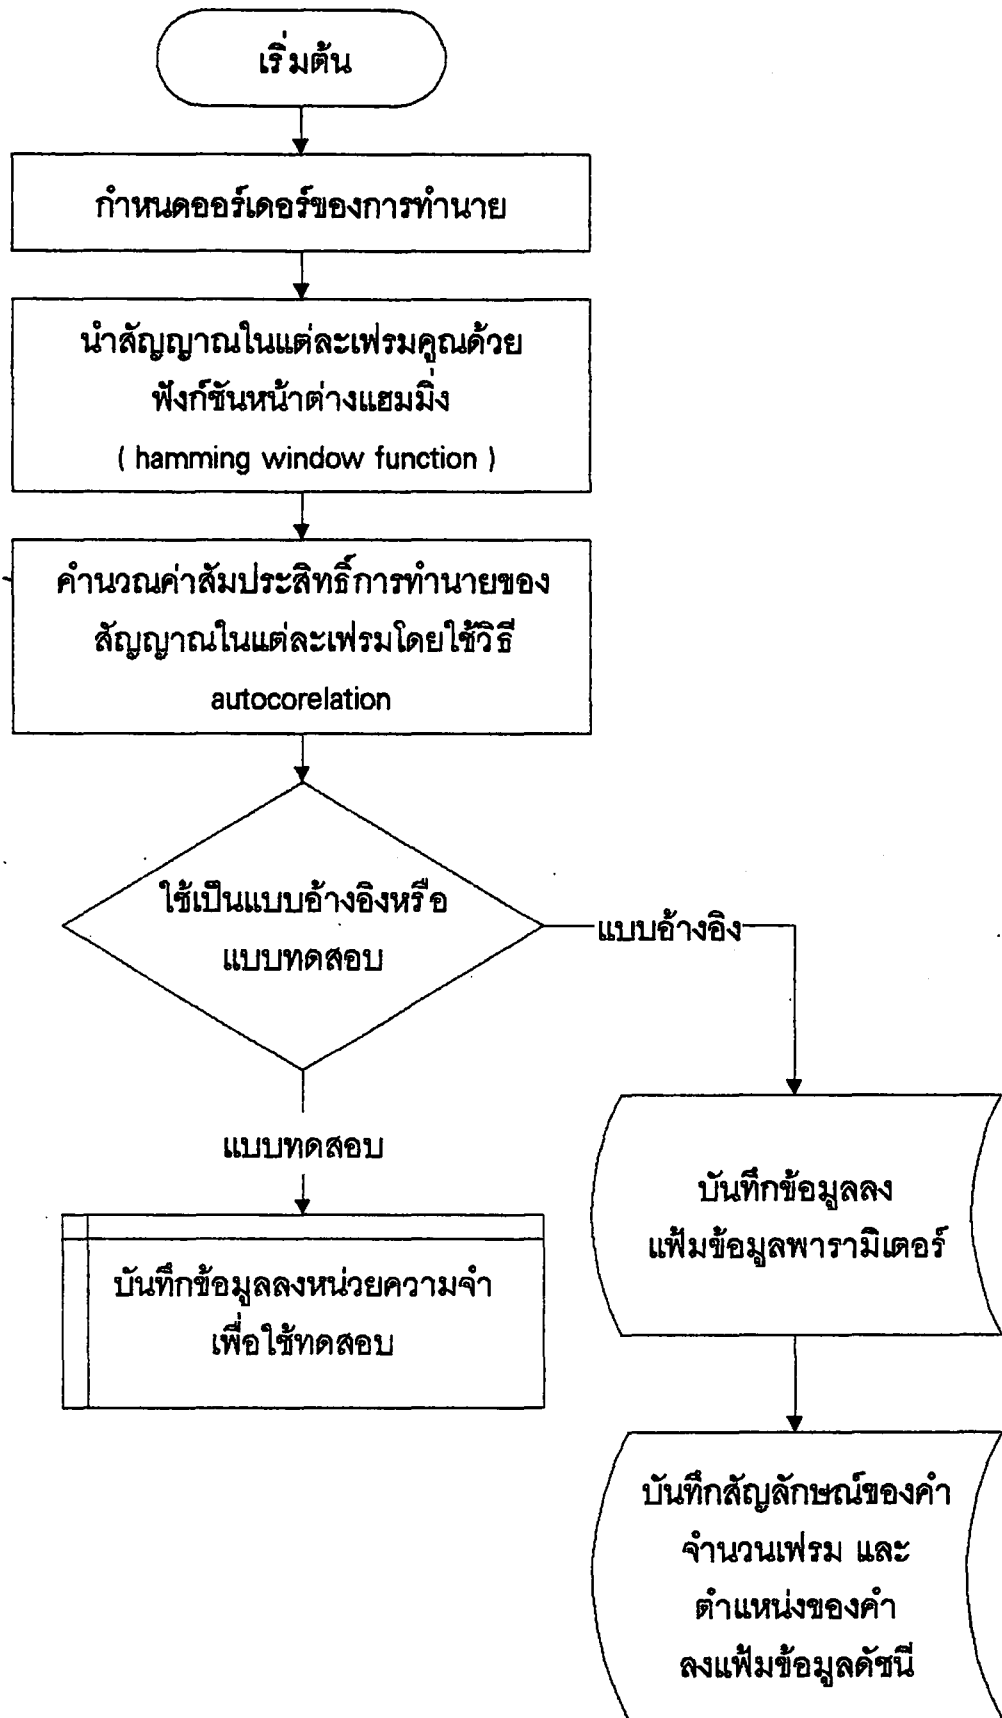 เริ่มต้น
กำหนดออร์เดอร์ของการทำนาย
นำสัญญาณในแต่ละเฟรมคูณด้วย
ฟังก์ชันหน้าต่างแฮมมิ่ง
( hamming window function )
คำนวณค่าสัมประสิทธิ์การทำนายของ
สัญญาณในแต่ละเฟรมโดยใช้วิธี
autocorelation
ใช้เป็นแบบอ้างอิงหรือ
แบบทดสอบ
แบบอ้างอิง
แบบทดสอบ
บันทึกข้อมูลลงหน่วยความจำ
เพื่อใช้ทดสอบ
บันทึกข้อมูลลง
แฟ้มข้อมูลพารามิเตอร์
บันทึกสัญลักษณ์ของคำ
จำนวนเฟรม และ
ตำแหน่งของคำ
ลงแฟ้มข้อมูลดัชนี